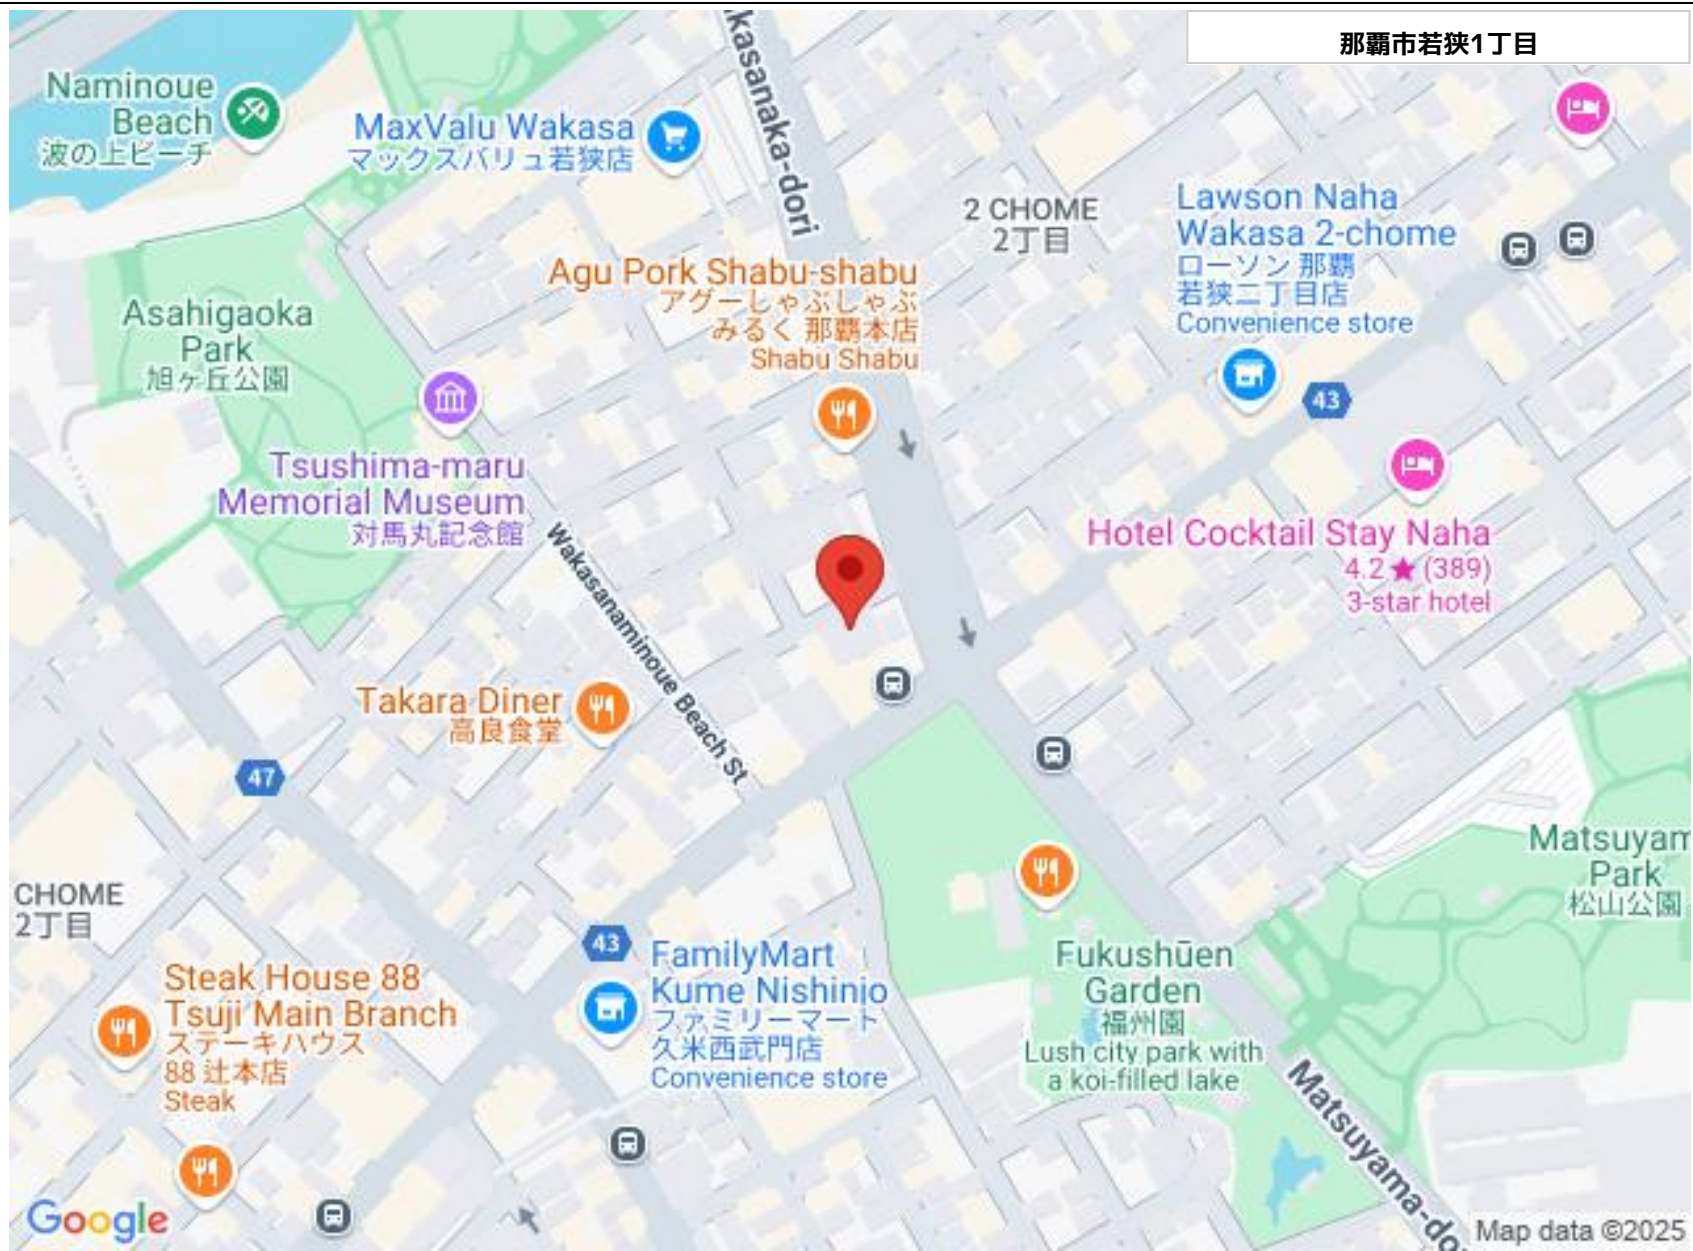 那覇市若狭1丁目
kasanaka-dori
Naminoue
Beach
波の上ビーチ
MaxValu Wakasa
マックスバリュ若狭店
2 CHOME
2丁目
Lawson Naha
Wakasa 2-chome
ローソン 那覇
若狭二丁目店
Convenience store
Agu Pork Shabu-shabu
アグーしゃぶしゃぶ
みるく 那覇本店
Shabu Shabu
Asahigaoka
Park
旭ヶ丘公園
43
Tsushima-maru
Memorial Museum
対馬丸記念館
Hotel Cocktail Stay Naha
4.2★ (389)
3-star hotel
Wakasanaminoue Beach St
Takara Diner
高良食堂
47
Matsuyam
Park
松山公園
CHOME
2丁目
43
FamilyMart
Kume Nishinjo
ファミリーマート
久米西武門店
Convenience store
Fukushūen
Garden
福州園
Lush city park with
a koi-filled lake
Steak House 88
Tsuji Main Branch
ステーキハウス
88 辻本店
Steak
Matsuyama-do
Google
Map data ©2025